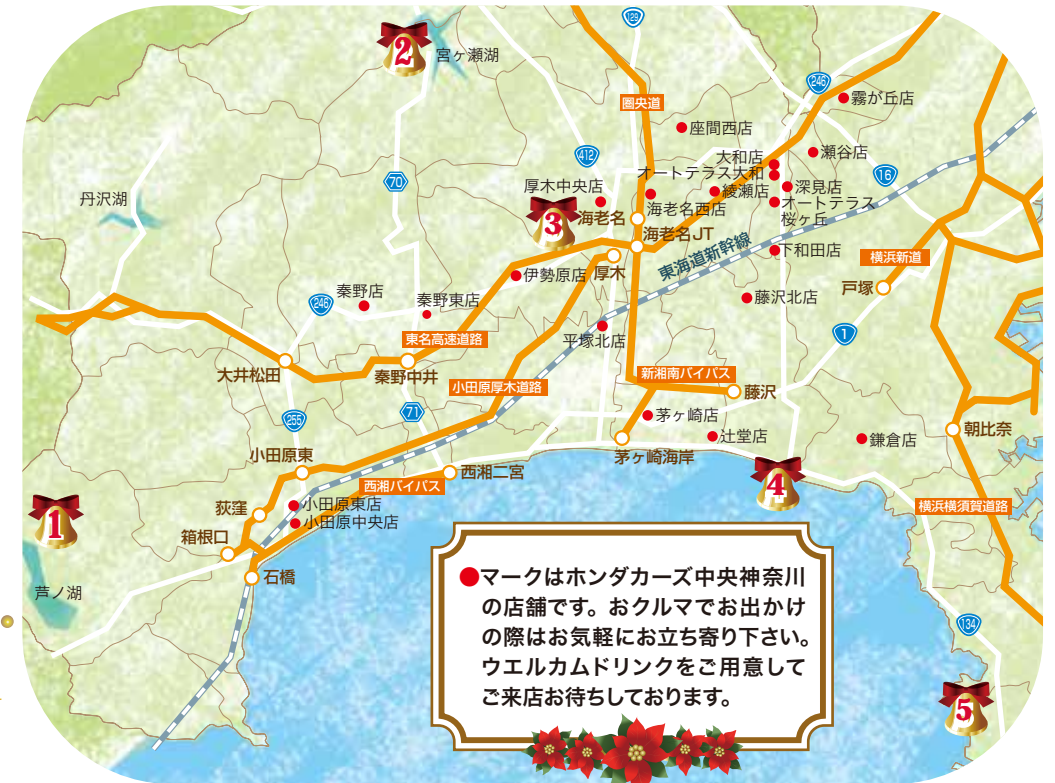 129
2
宮ヶ瀬湖
246
霧が丘店
圏央道
座間西店
412
大和店
瀬谷店
オートテラス大和
16
70
厚木中央店
綾瀬店
深見店
丹沢湖
海老名西店
オートテラス
桜ヶ丘
3
海老名
海老名JT
東海道新幹線
下和田店
横浜新道
厚木
伊勢原店
戸塚
秦野店
246
秦野東店
藤沢北店
1
平塚北店
東名高速道路
大井松田
秦野中井
新湘南バイパス
小田原厚木道路
藤沢
255
71
茅ヶ崎店
辻堂店
鎌倉店
朝比奈
小田原東
茅ヶ崎海岸
西湘二宮
4
西湘バイパス
荻窪
小田原東店
小田原中央店
横浜横須賀道路
1
箱根口
石橋
芦ノ湖
●マークはホンダカーズ中央神奈川
の店舗です。おクルマでお出かけ
の際はお気軽にお立ち寄り下さい。
ウエルカムドリンクをご用意して
ご来店お待ちしております。
134
5